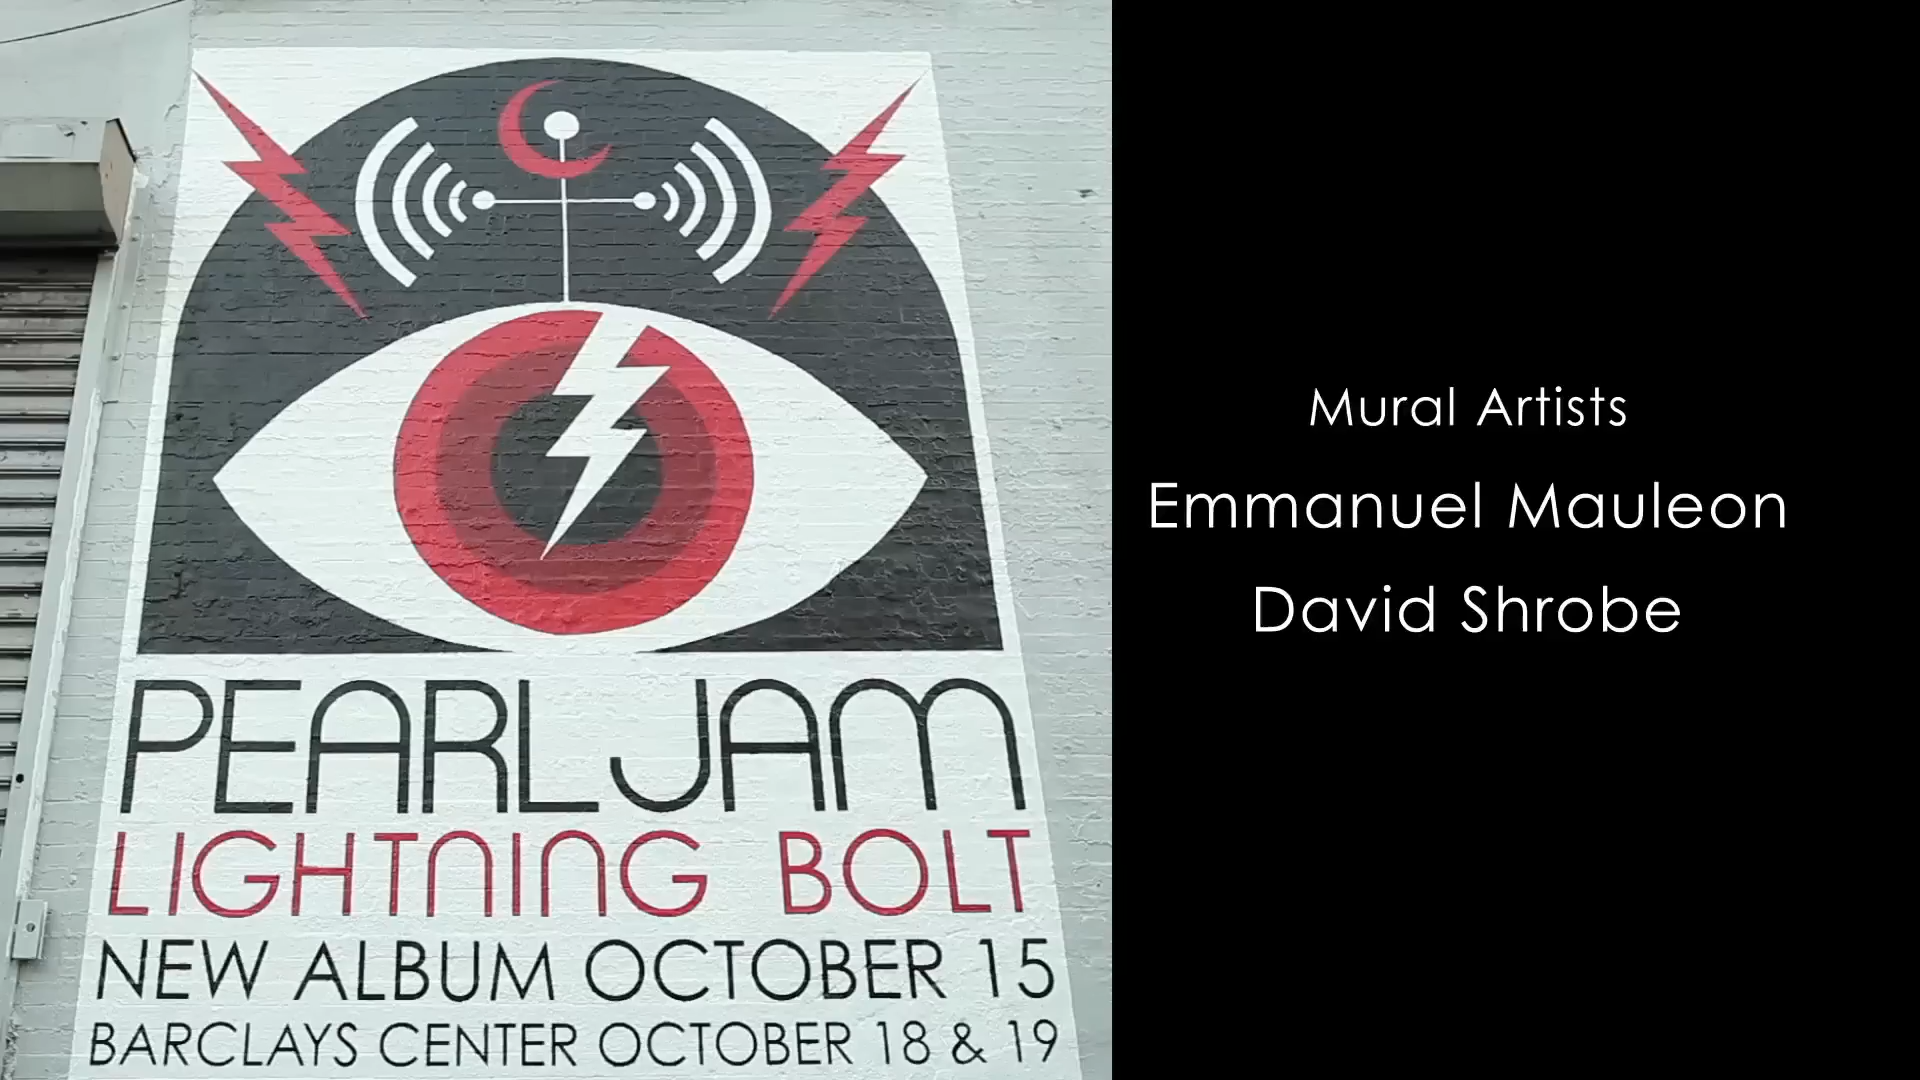 PEARL JAM
LIGHTNING BOLT
NEW ALBUM OCTOBER 15
BARCLAYS CENTER OCTOBER 18 & 19
Mural Artists
Emmanuel Mauleon
David Shrobe